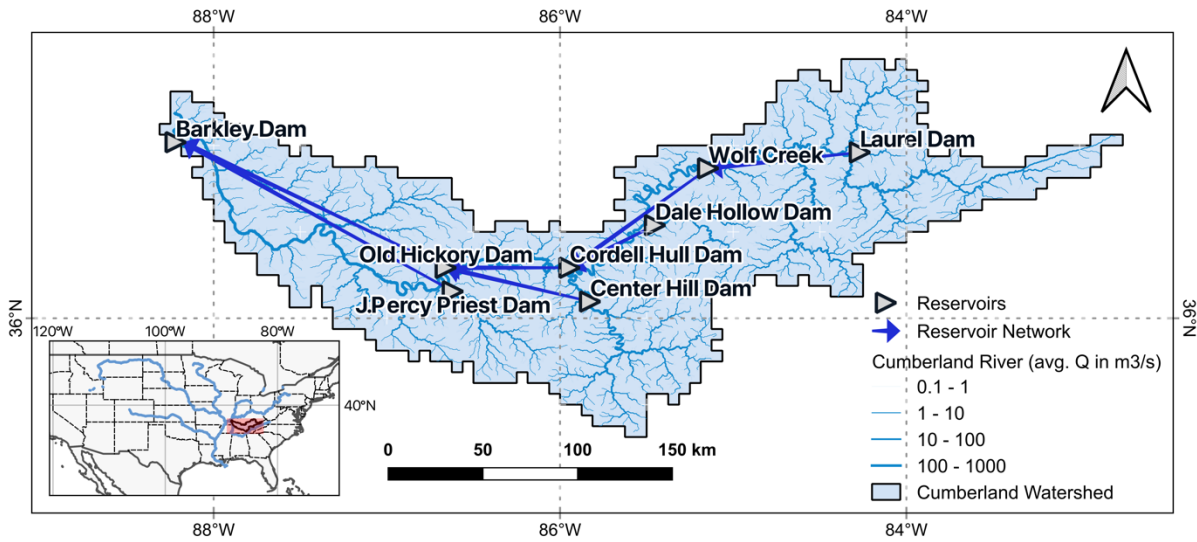 88°W 86°W 84°W
Barkley Dam
Laurel Dam
Wolf Creek
Dale Hollow Dam
Old Hickory Dam
Cordell Hull Dam
Center Hill Dam
J.Percy Priest Dam
36°N
36°N
120°W 100°W 80°W
40°N
0 50 100 150 km
Reservoirs
Reservoir Network
Cumberland River (avg. Q in m3/s)
0.1 - 1
1 - 10
10 - 100
100 - 1000
Cumberland Watershed
88°W 86°W 84°W